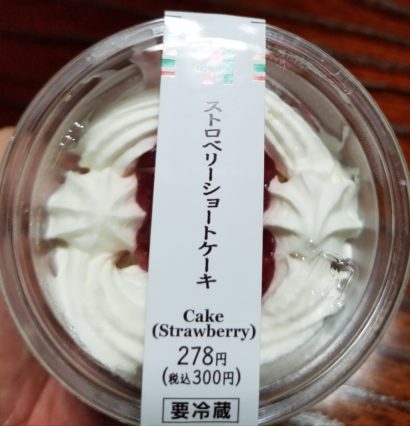 ストロベリーショートケーキ
Cake
(Strawberry)
278円
(税込300円)
要冷蔵